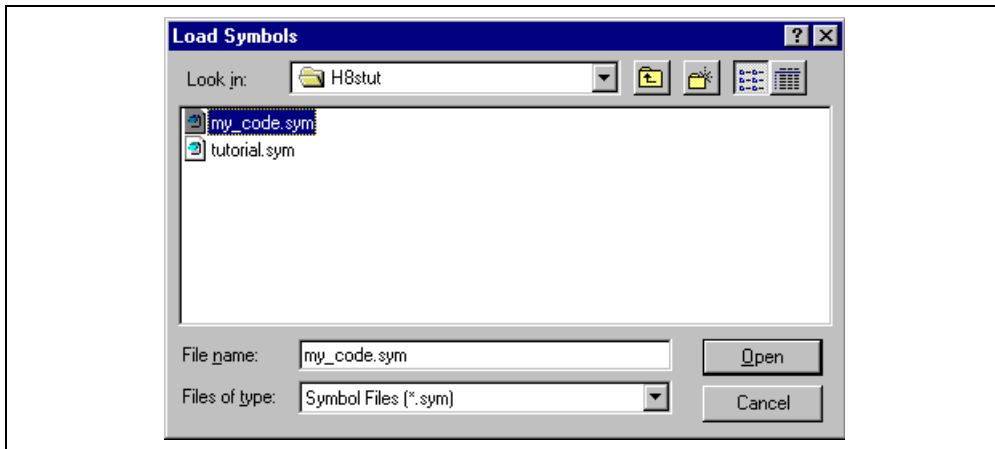 Load Symbols
Look in: H8stut
my_code.sym
tutorial.sym
File name: my_code.sym Open
Files of type: Symbol Files (*.sym) Cancel